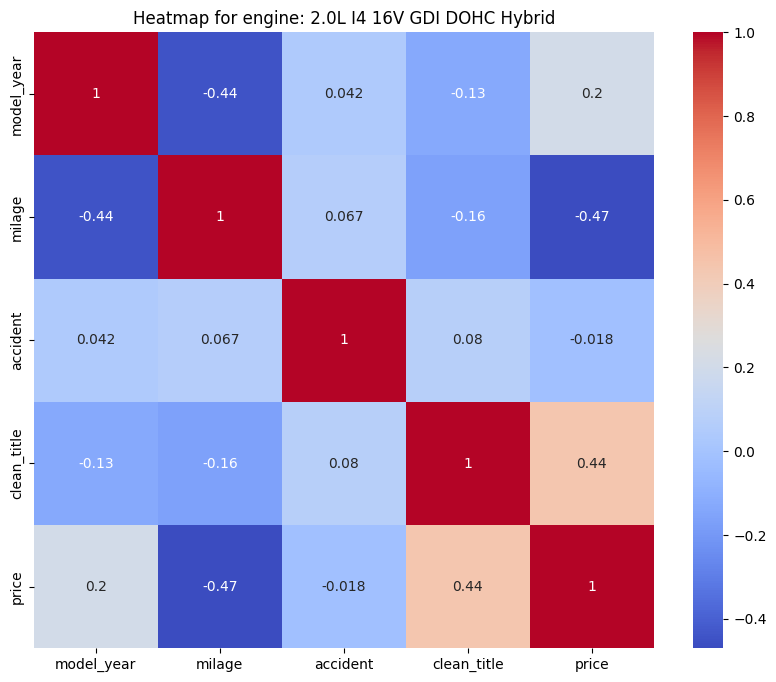 Heatmap for engine: 2.0L I4 16V GDI DOHC Hybrid
model_year 1 -0.44 0.042 -0.13 0.2
milage -0.44 1 0.067 -0.16 -0.47
accident 0.042 0.067 1 0.08 -0.018
clean_title -0.13 -0.16 0.08 1 0.44
price 0.2 -0.47 -0.018 0.44 1
model_year milage accident clean_title price
1.0
0.8
0.6
0.4
0.2
0.0
−0.2
−0.4